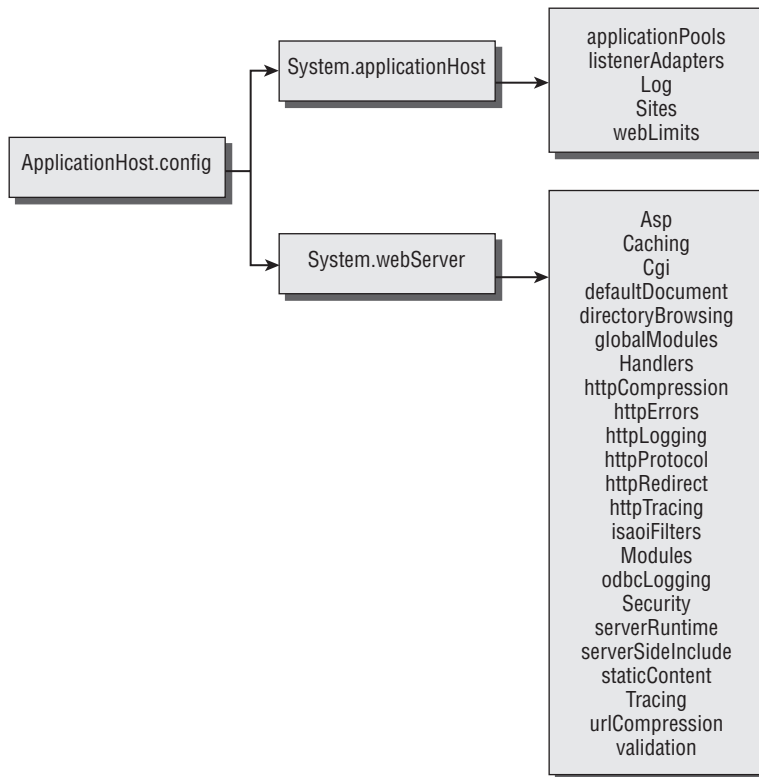 ApplicationHost.config
System.applicationHost
applicationPools
listenerAdapters
Log
Sites
webLimits
System.webServer
Asp
Caching
Cgi
defaultDocument
directoryBrowsing
globalModules
Handlers
httpCompression
httpErrors
httpLogging
httpProtocol
httpRedirect
httpTracing
isaoiFilters
Modules
odbcLogging
Security
serverRuntime
serverSideInclude
staticContent
Tracing
urlCompression
validation